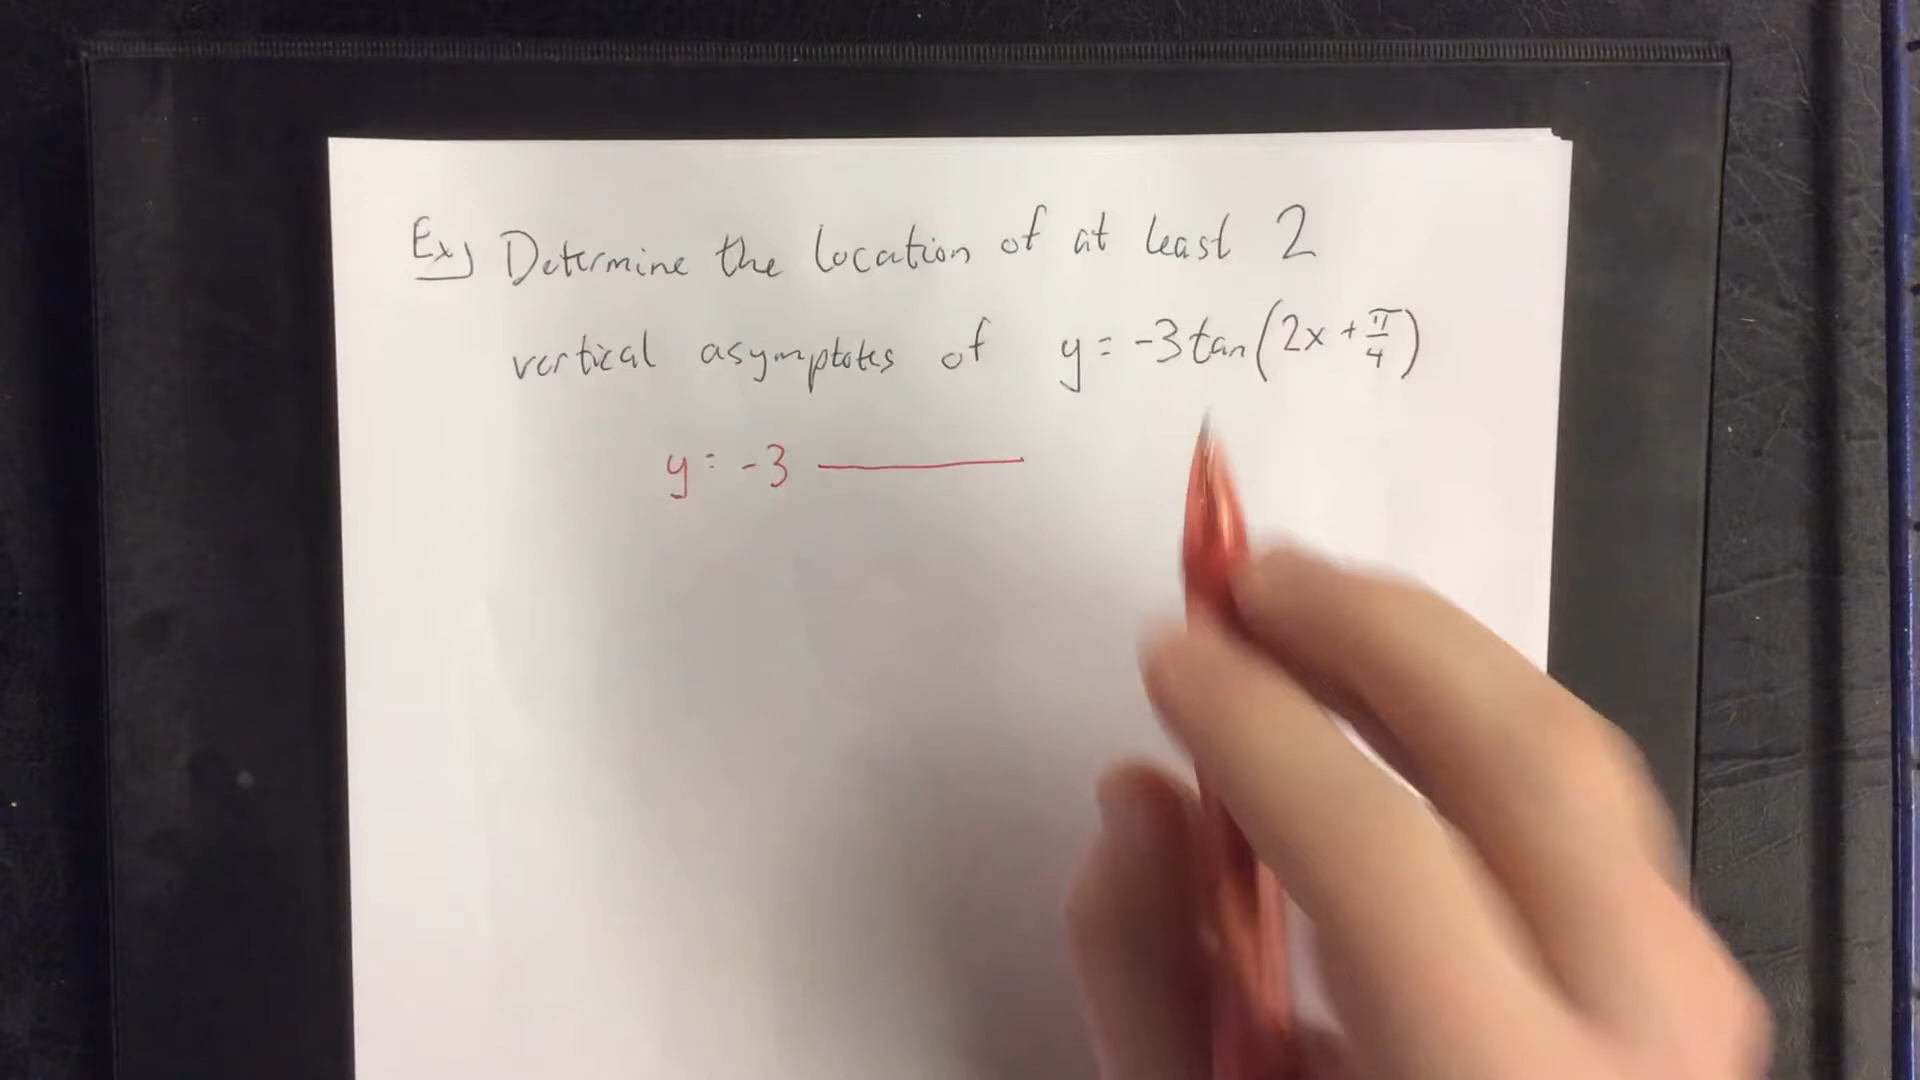 Ex) Determine the location of at least 2
vertical asymptotes of y = -3tan(2x + π/4)
y = -3 ————